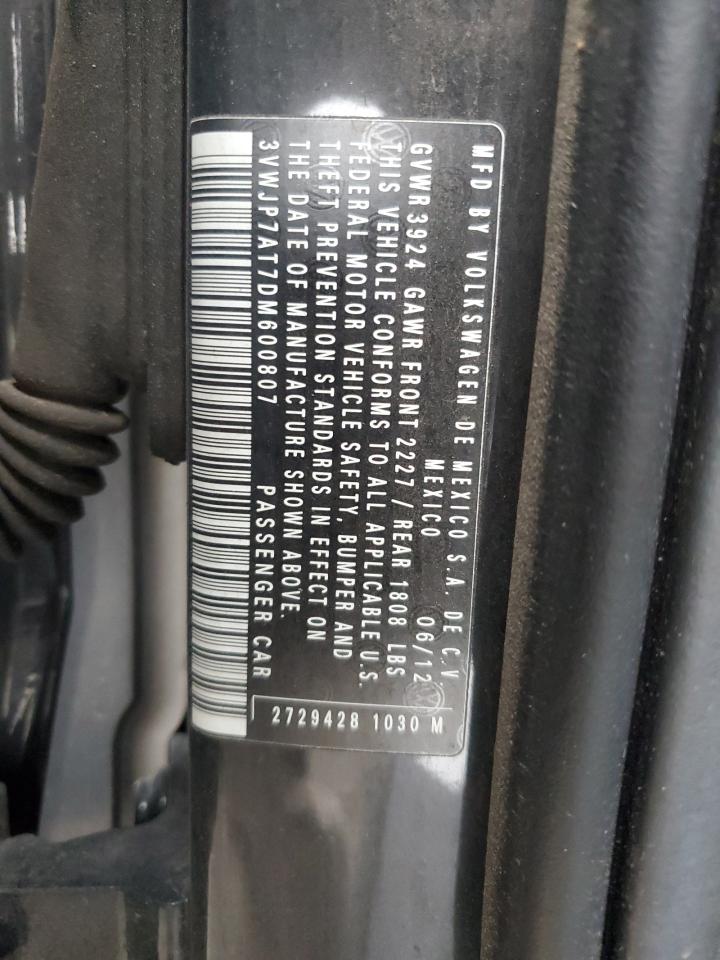 MFD BY VOLKSWAGEN DE MEXICO S.A. DE C.V
MEXICO 06/12
GVWR3924 GAWR FRONT 2227 / REAR 1808 LBS
THIS VEHICLE CONFORMS TO ALL APPLICABLE U.S.
FEDERAL MOTOR VEHICLE SAFETY, BUMPER AND
THEFT PREVENTION STANDARDS IN EFFECT ON
THE DATE OF MANUFACTURE SHOWN ABOVE.
3VWJP7AT7DM600807 PASSENGER CAR
2729428 1030 M